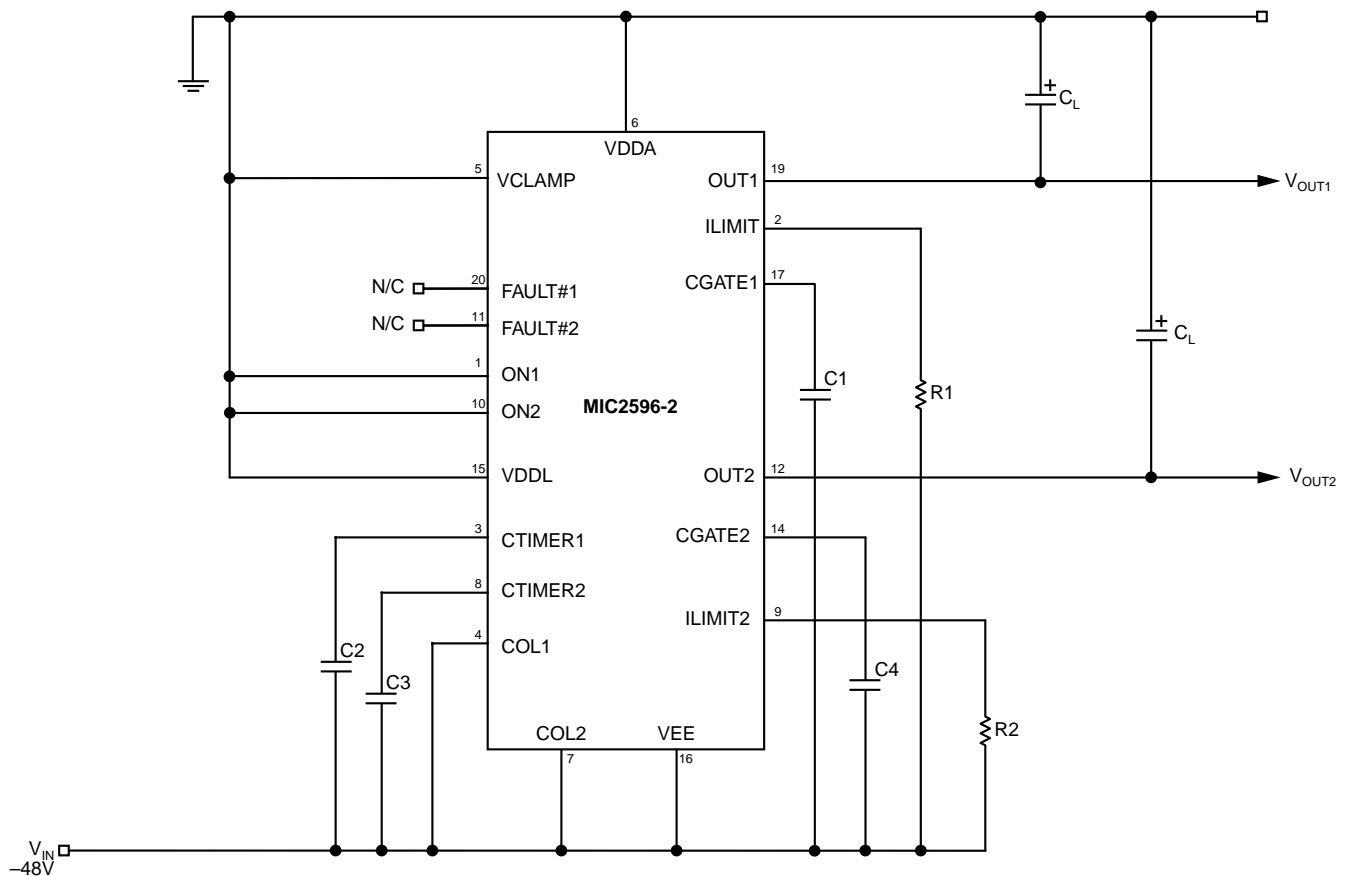 +
C_L
6
VDDA
5
VCLAMP
OUT1
19
V_OUT1
ILIMIT
2
CGATE1
17
N/C
20
FAULT#1
N/C
11
FAULT#2
+
C_L
1
ON1
C1
R1
10
ON2
MIC2596-2
15
VDDL
OUT2
12
V_OUT2
3
CTIMER1
CGATE2
14
8
CTIMER2
ILIMIT2
9
4
COL1
C2
C3
C4
R2
COL2
VEE
7
16
V_IN
–48V